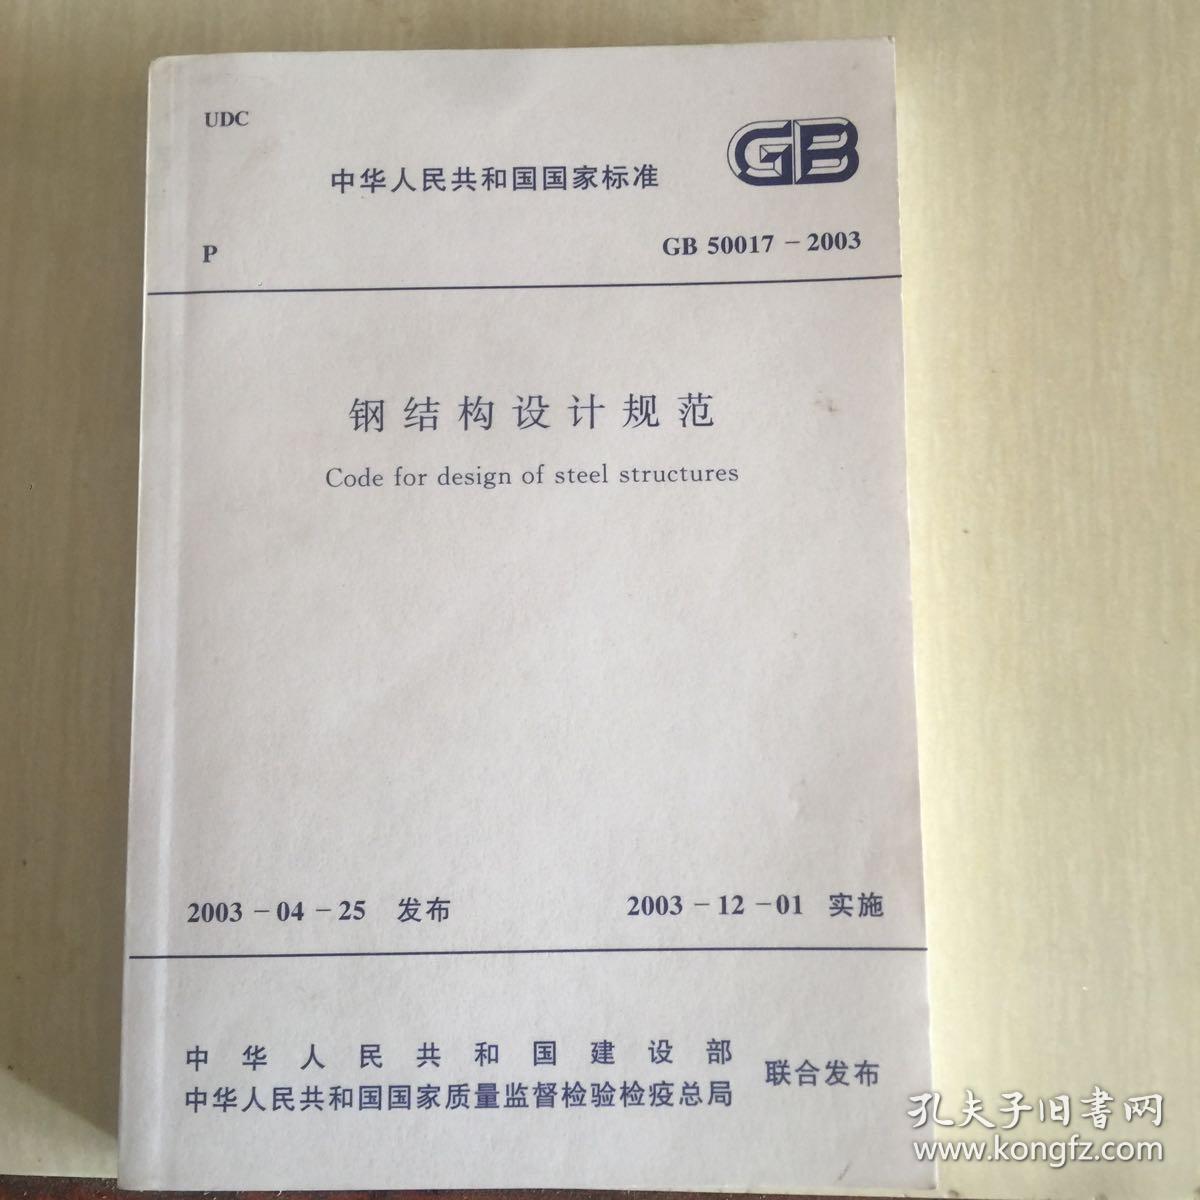 UDC
GB
中华人民共和国国家标准
P
GB 50017－2003
钢结构设计规范
Code for design of steel structures
2003－04－25 发布
2003－12－01 实施
中华人民共和国建设部
中华人民共和国国家质量监督检验检疫总局
联合发布
孔夫子旧书网
www.kongfz.com